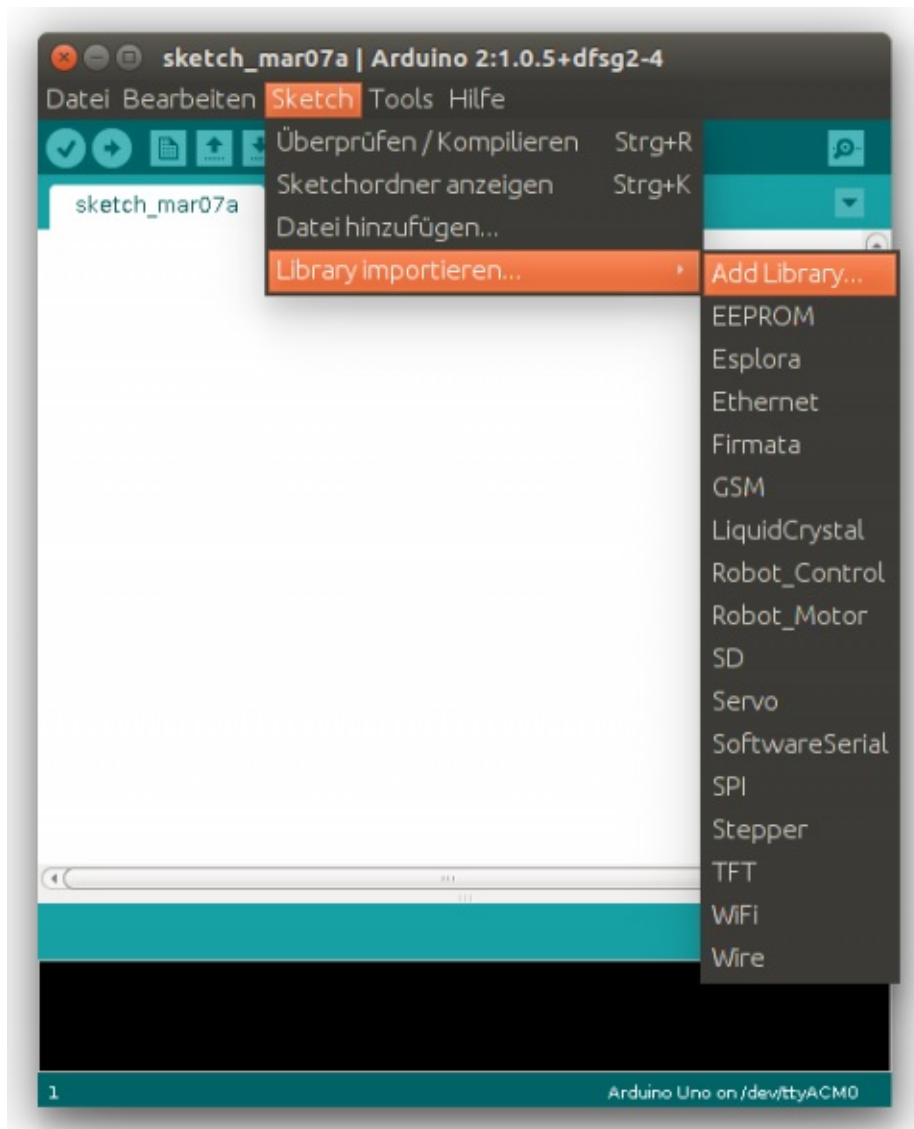 sketch_mar07a | Arduino 2:1.0.5+dfsg2-4
Datei Bearbeiten Sketch Tools Hilfe
Überprüfen / Kompilieren Strg+R
Sketchordner anzeigen Strg+K
sketch_mar07a
Datei hinzufügen...
Library importieren...
Add Library...
EEPROM
Esplora
Ethernet
Firmata
GSM
LiquidCrystal
Robot_Control
Robot_Motor
SD
Servo
SoftwareSerial
SPI
Stepper
TFT
WiFi
Wire
1 Arduino Uno on /dev/ttyACM0